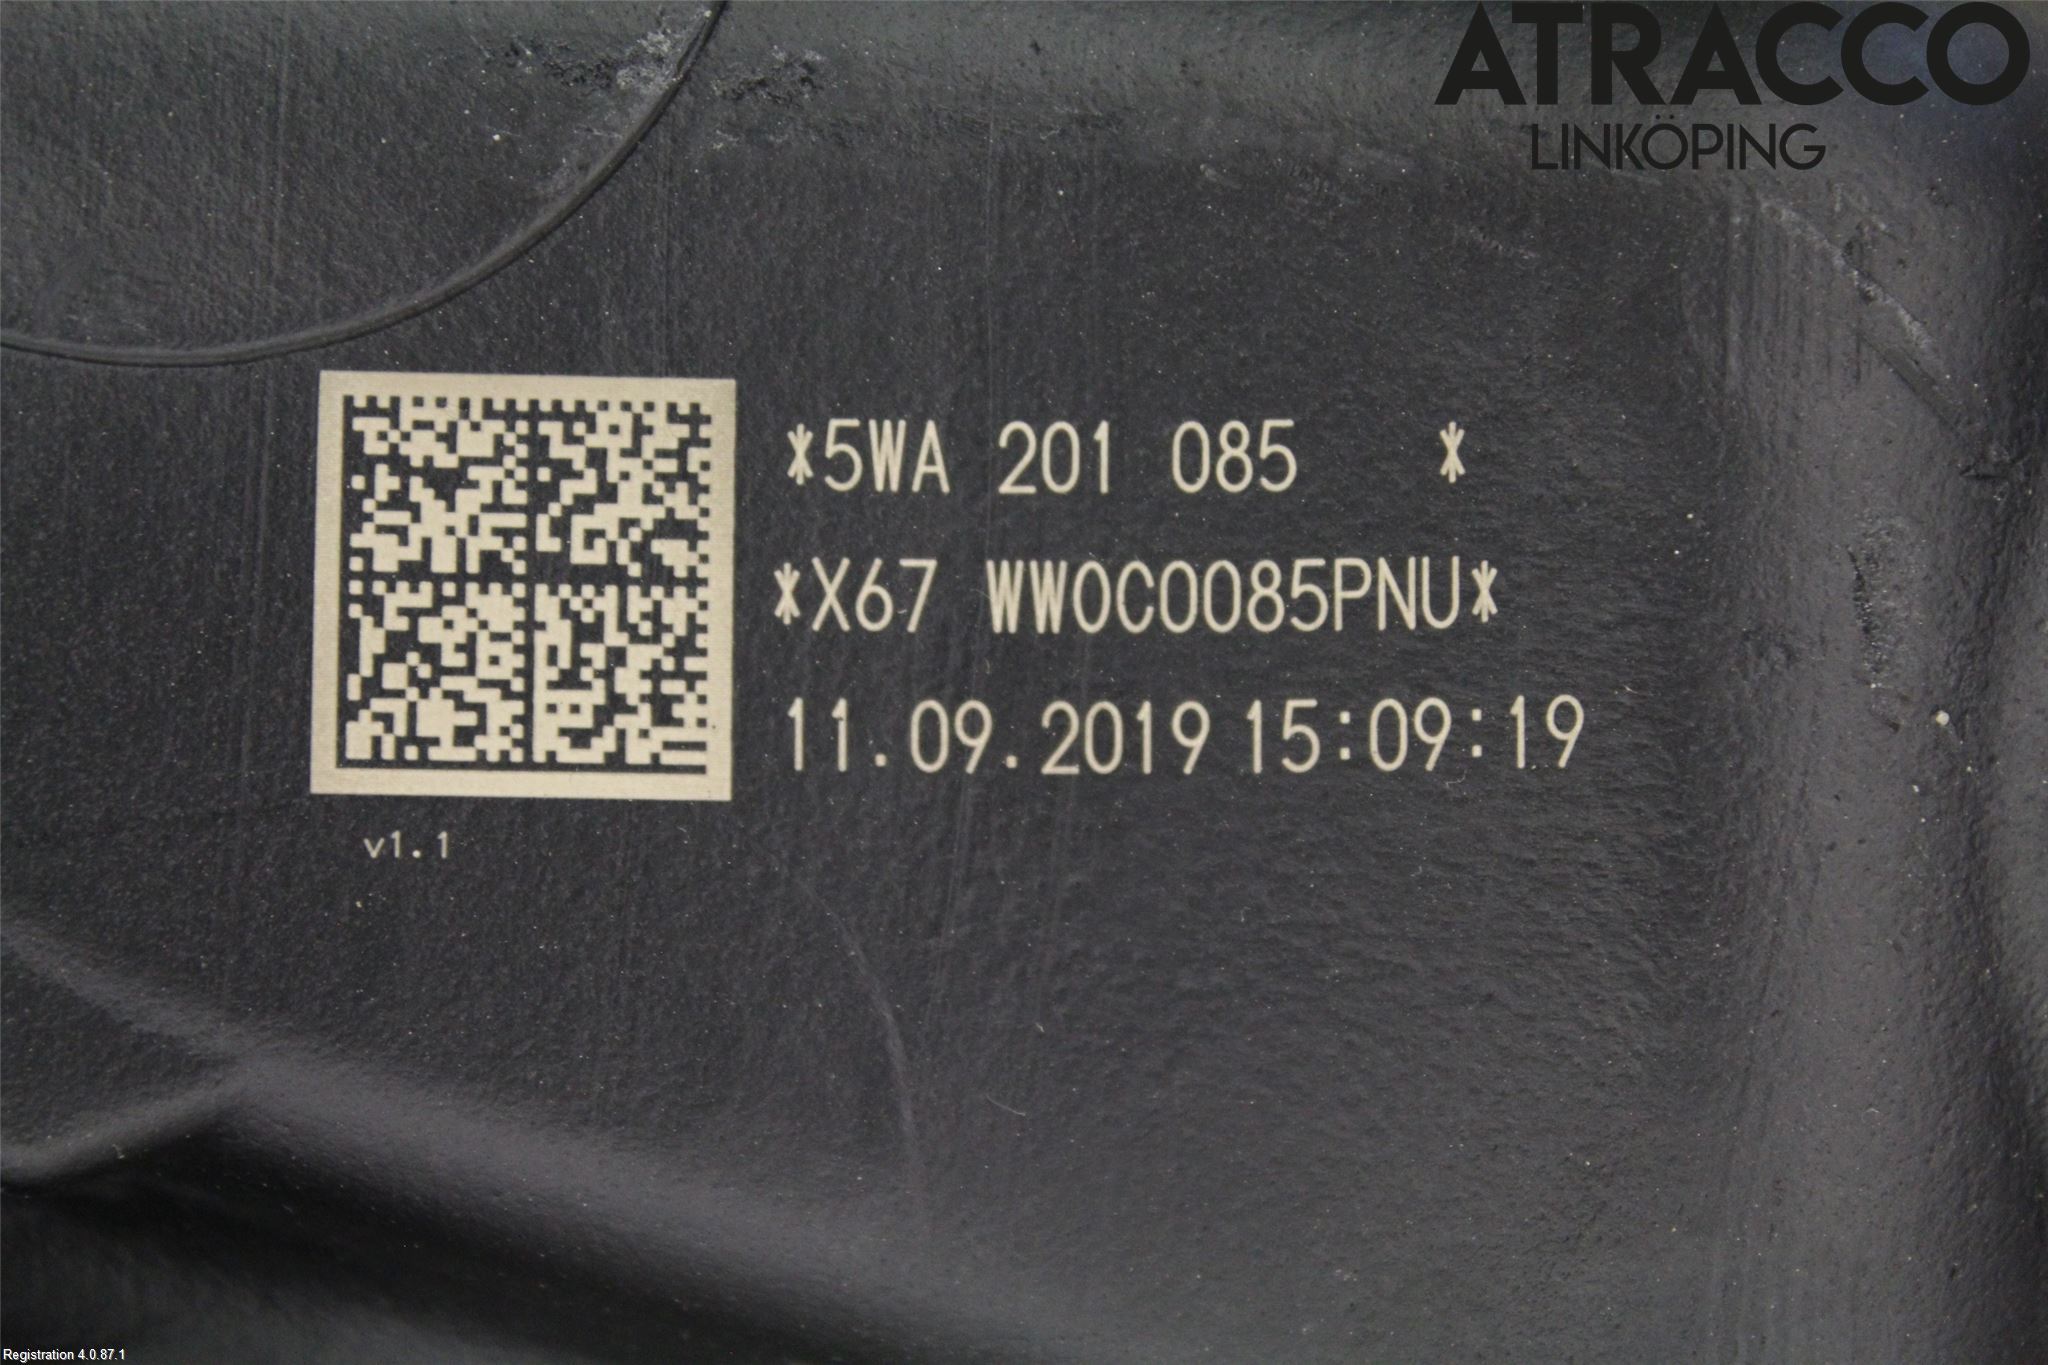 ATRACCO
LINKÖPING
*5WA 201 085 *
*X67 WW0C0085PNU*
11.09.2019 15:09:19
v1.1
Registration 4.0.87.1